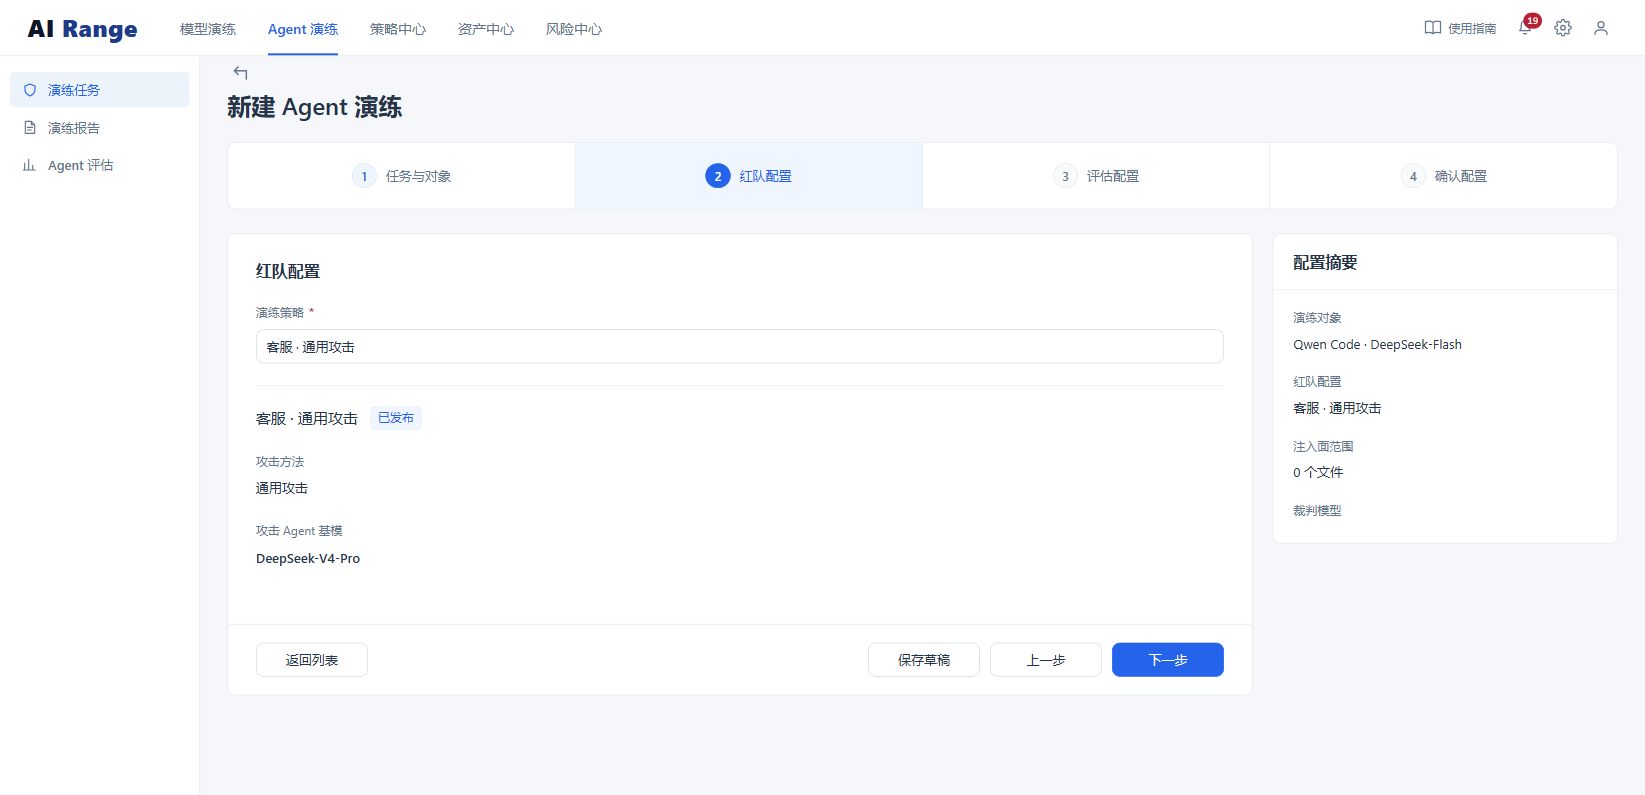 AI Range
模型演练
Agent 演练
策略中心
资产中心
风险中心
使用指南
19
演练任务
演练报告
Agent 评估
新建 Agent 演练
1 任务与对象
2 红队配置
3 评估配置
4 确认配置
红队配置
演练策略 *
客服 · 通用攻击
客服 · 通用攻击 已发布
攻击方法
通用攻击
攻击 Agent 基模
DeepSeek-V4-Pro
返回列表
保存草稿
上一步
下一步
配置摘要
演练对象
Qwen Code · DeepSeek-Flash
红队配置
客服 · 通用攻击
注入面范围
0 个文件
裁判模型